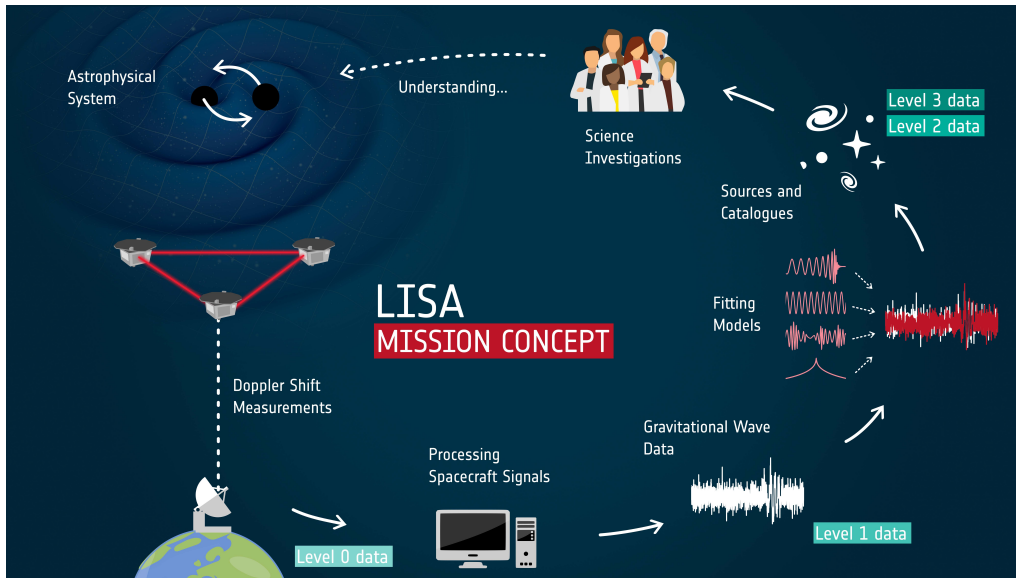 Astrophysical
System
Understanding...
Science
Investigations
Level 3 data
Level 2 data
Sources and
Catalogues
LISA
MISSION CONCEPT
Fitting
Models
Doppler Shift
Measurements
Gravitational Wave
Data
Processing
Spacecraft Signals
Level 1 data
Level 0 data